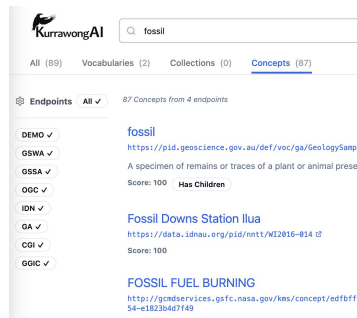 KurrawongAI
fossil
All (89) Vocabularies (2) Collections (0) Concepts (87)
Endpoints All ✓
87 Concepts from 4 endpoints
DEMO ✓
GSWA ✓
GSSA ✓
OGC ✓
IDN ✓
GA ✓
CGI ✓
GGIC ✓
fossil
https://pid.geoscience.gov.au/def/voc/ga/GeologySamp
A specimen of remains or traces of a plant or animal prese
Score: 100 Has Children
Fossil Downs Station Ilua
https://data.idnau.org/pid/nntt/WI2016-014
Score: 100
FOSSIL FUEL BURNING
http://gcmdservices.gsfc.nasa.gov/kms/concept/edfbff
54-e1823b4d7f49